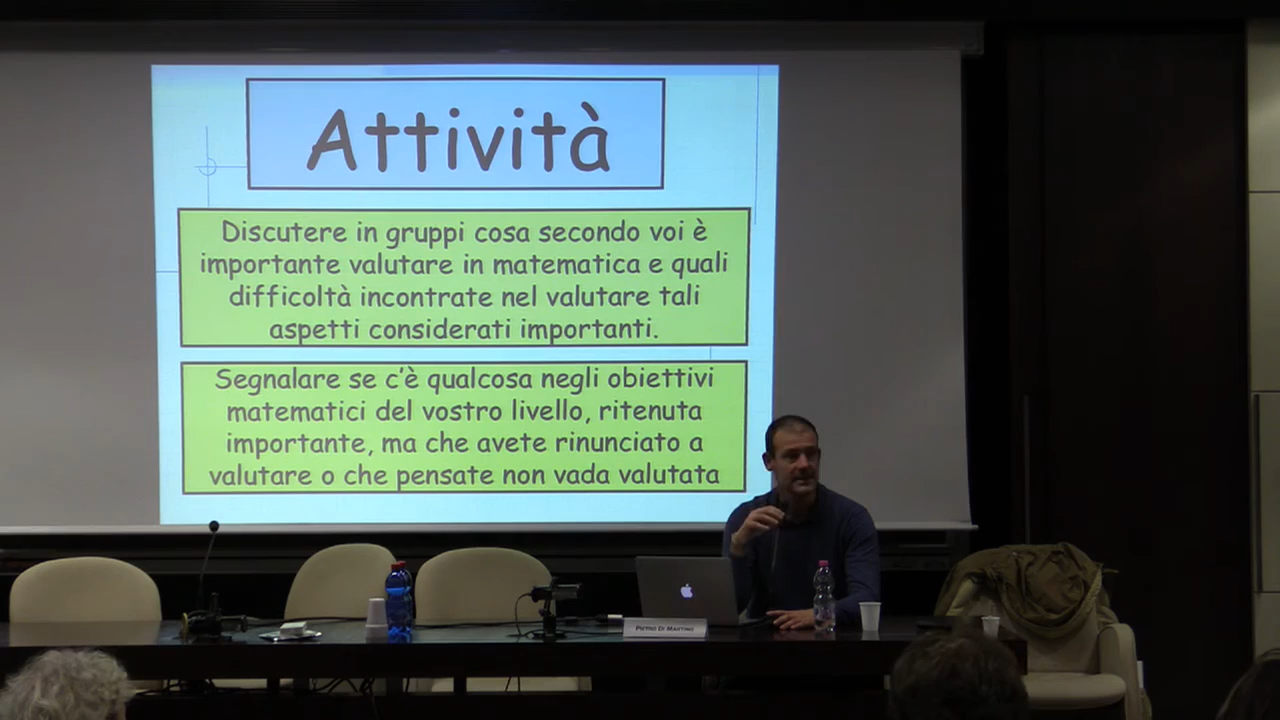 Attività
Discutere in gruppi cosa secondo voi è
importante valutare in matematica e quali
difficoltà incontrate nel valutare tali
aspetti considerati importanti.
Segnalare se c'è qualcosa negli obiettivi
matematici del vostro livello, ritenuta
importante, ma che avete rinunciato a
valutare o che pensate non vada valutata
PIETRO DI MARTINO